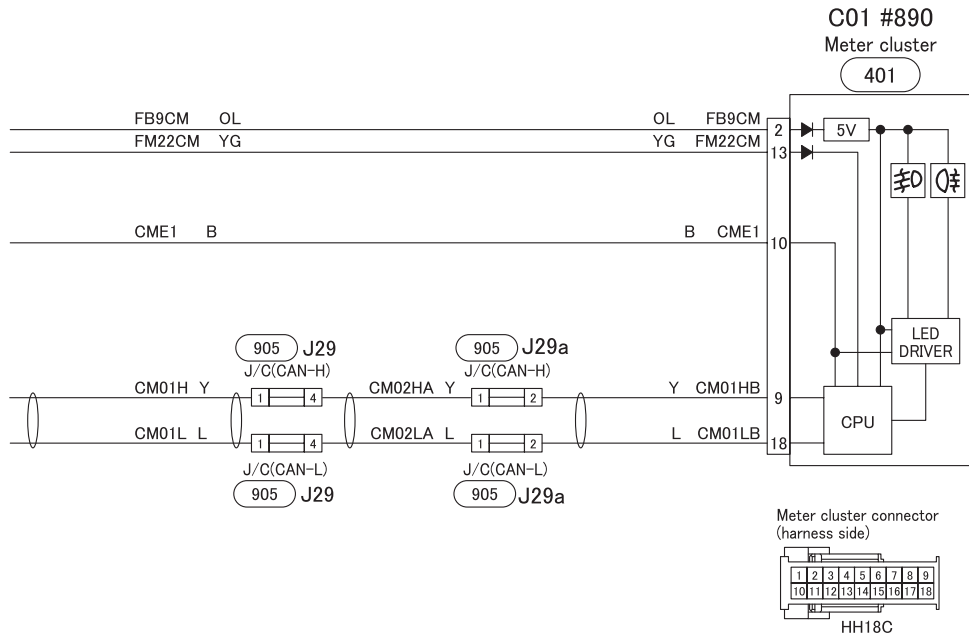 C01 #890
Meter cluster
401
FB9CM OL OL FB9CM 2 5V
FM22CM YG YG FM22CM 13
CME1 B B CME1 10
LED
DRIVER
905 J29 905 J29a
J/C(CAN-H) J/C(CAN-H)
CM01H Y 1 4 CM02HA Y 1 2 Y CM01HB 9
CPU
CM01L L 1 4 CM02LA L 1 2 L CM01LB 18
J/C(CAN-L) J/C(CAN-L)
905 J29 905 J29a
Meter cluster connector
(harness side)
1 2 3 4 5 6 7 8 9
10 11 12 13 14 15 16 17 18
HH18C